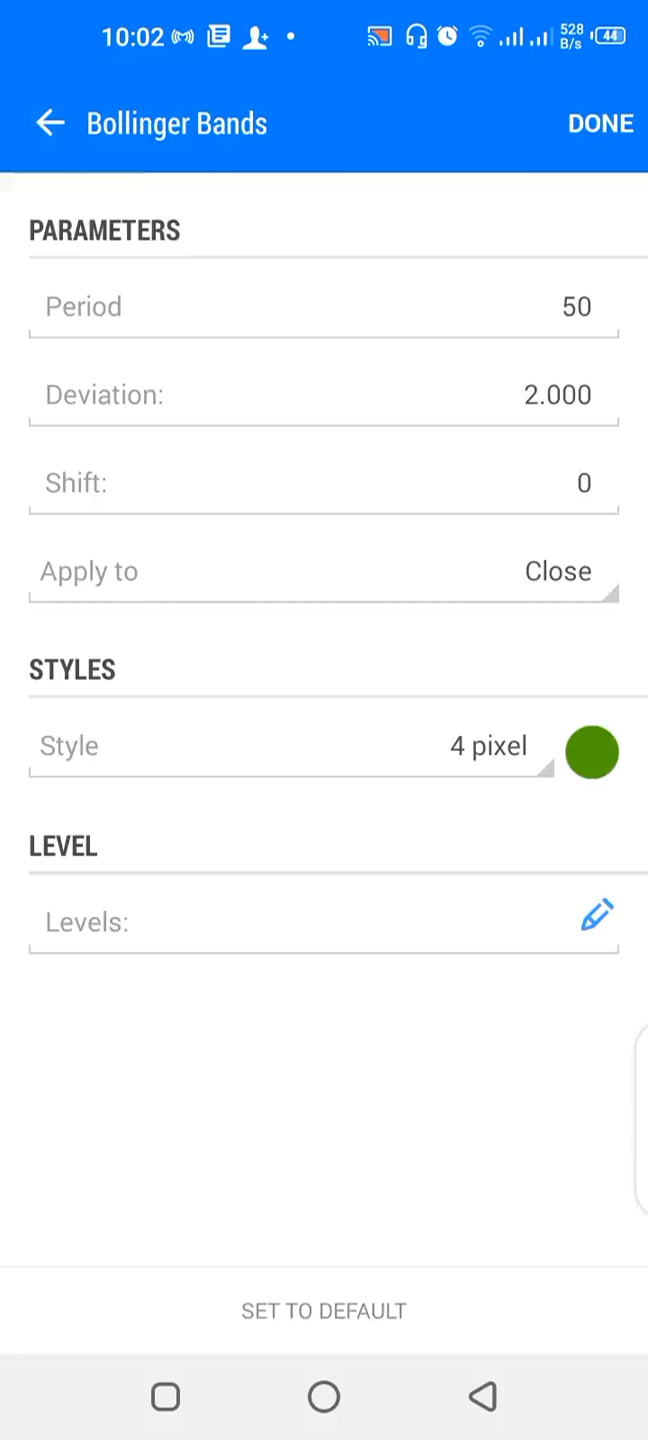 10:02 528 B/s 44
Bollinger Bands DONE
PARAMETERS
Period 50
Deviation: 2.000
Shift: 0
Apply to Close
STYLES
Style 4 pixel
LEVEL
Levels:
SET TO DEFAULT